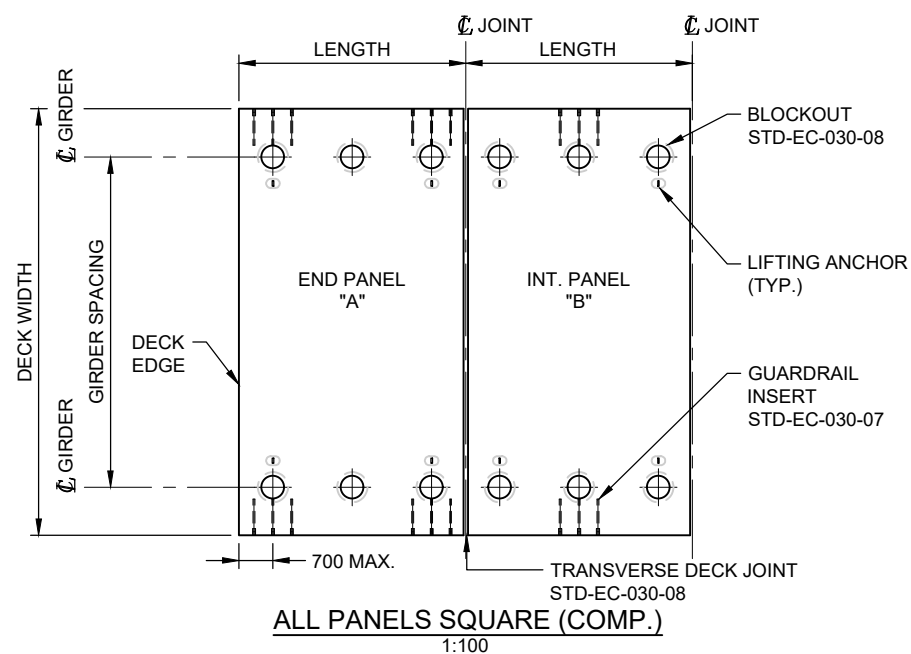 ℄ JOINT
℄ JOINT
LENGTH
LENGTH
℄ GIRDER
BLOCKOUT
STD-EC-030-08
DECK WIDTH
GIRDER SPACING
END PANEL
"A"
INT. PANEL
"B"
LIFTING ANCHOR
(TYP.)
DECK
EDGE
GUARDRAIL
INSERT
STD-EC-030-07
℄ GIRDER
700 MAX.
TRANSVERSE DECK JOINT
STD-EC-030-08
ALL PANELS SQUARE (COMP.)
1:100